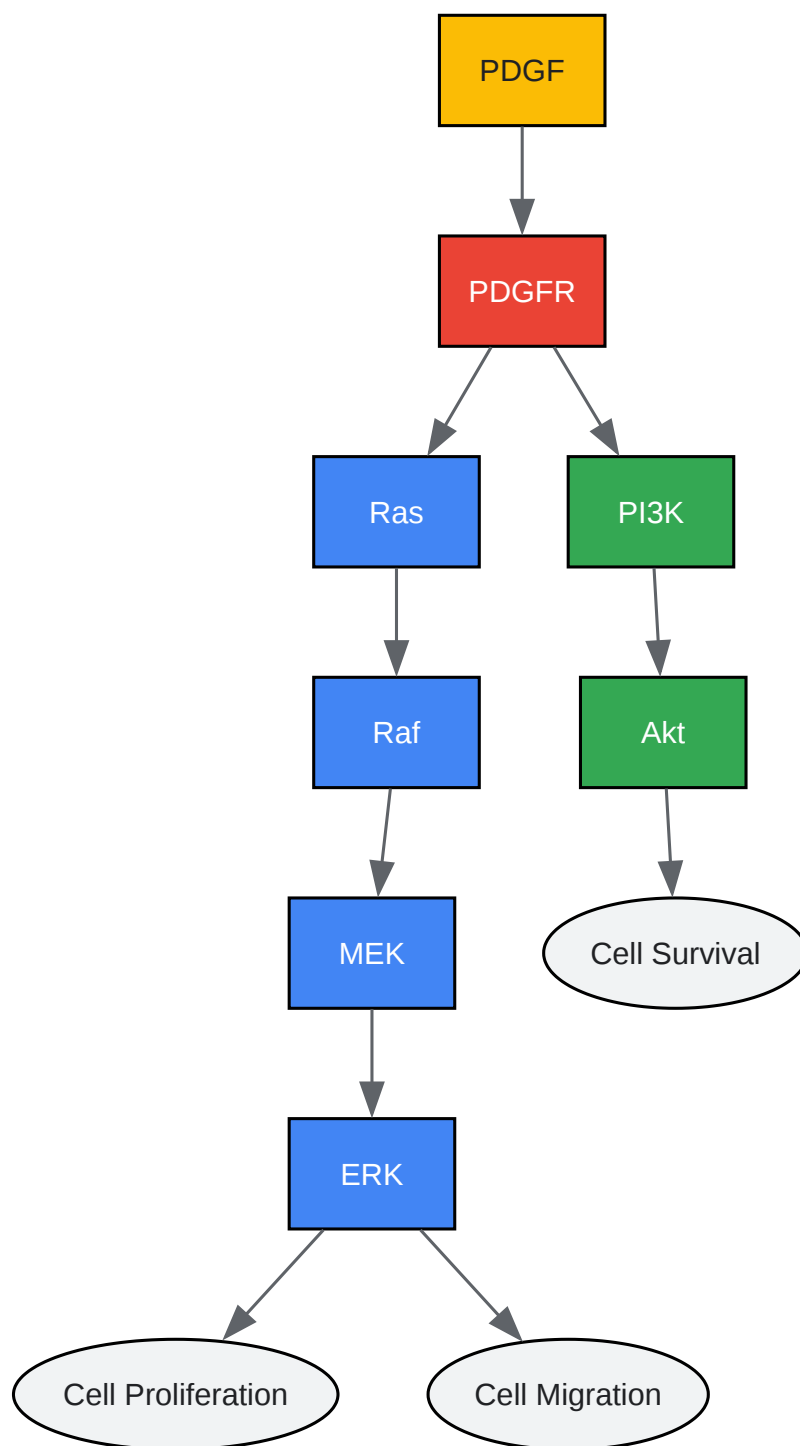 PDGF
PDGFR
Ras
PI3K
Raf
Akt
MEK
Cell Survival
ERK
Cell Proliferation
Cell Migration